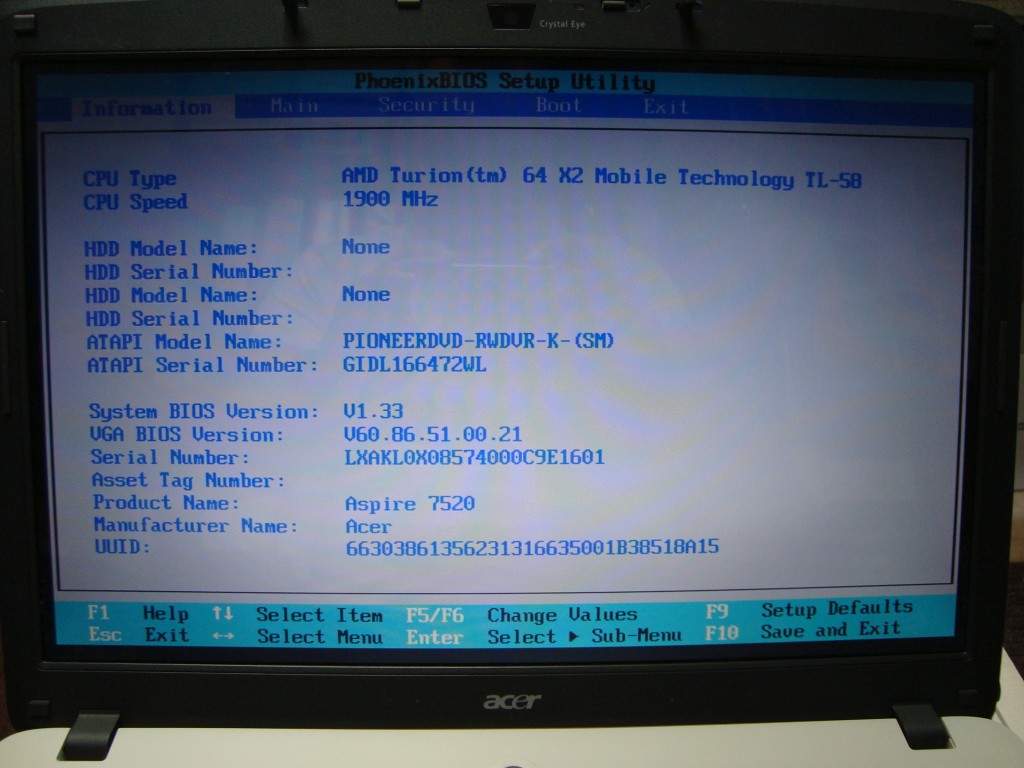 Crystal Eye
PhoenixBIOS Setup Utility
Information Main Security Boot Exit
CPU Type AMD Turion(tm) 64 X2 Mobile Technology TL-58
CPU Speed 1900 MHz
HDD Model Name: None
HDD Serial Number:
HDD Model Name: None
HDD Serial Number:
ATAPI Model Name: PIONEERDVD-RWDVR-K-(SM)
ATAPI Serial Number: GIDL166472WL
System BIOS Version: V1.33
VGA BIOS Version: V60.86.51.00.21
Serial Number: LXAKL0X08574000C9E1601
Asset Tag Number:
Product Name: Aspire 7520
Manufacturer Name: Acer
UUID: 66303861356231316635001B38518A15
F1 Help ↑↓ Select Item F5/F6 Change Values F9 Setup Defaults
Esc Exit ↔ Select Menu Enter Select ▶ Sub-Menu F10 Save and Exit
acer